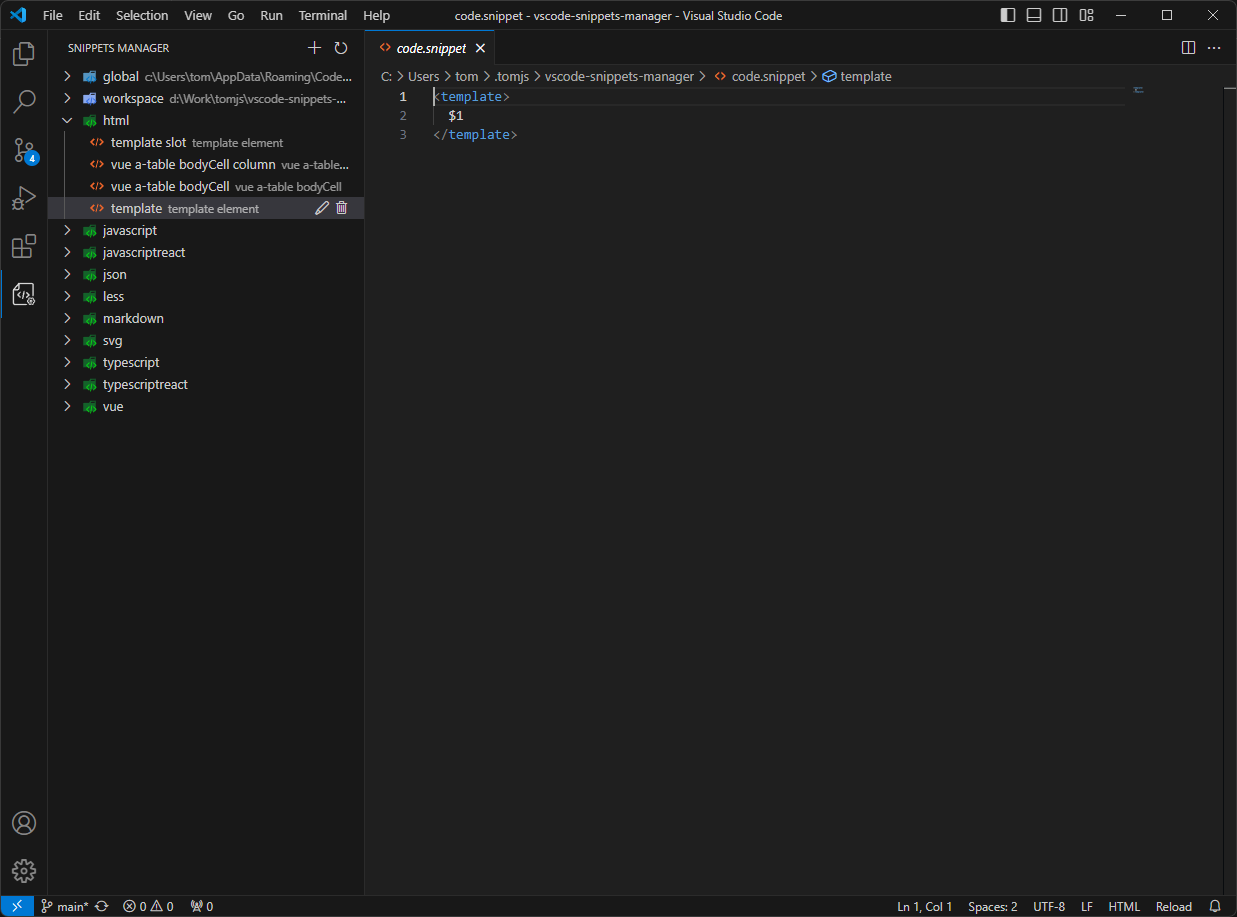 File Edit Selection View Go Run Terminal Help code.snippet - vscode-snippets-manager - Visual Studio Code
SNIPPETS MANAGER
global c:\Users\tom\AppData\Roaming\Code...
workspace d:\Work\tomjs\vscode-snippets-...
html
template slot template element
vue a-table bodyCell column vue a-table...
vue a-table bodyCell vue a-table bodyCell
template template element
javascript
javascriptreact
json
less
markdown
svg
typescript
typescriptreact
vue
4
code.snippet
C: > Users > tom > .tomjs > vscode-snippets-manager > code.snippet > template
1 <template>
2 $1
3 </template>
main* 0 0 0 Ln 1, Col 1 Spaces: 2 UTF-8 LF HTML Reload